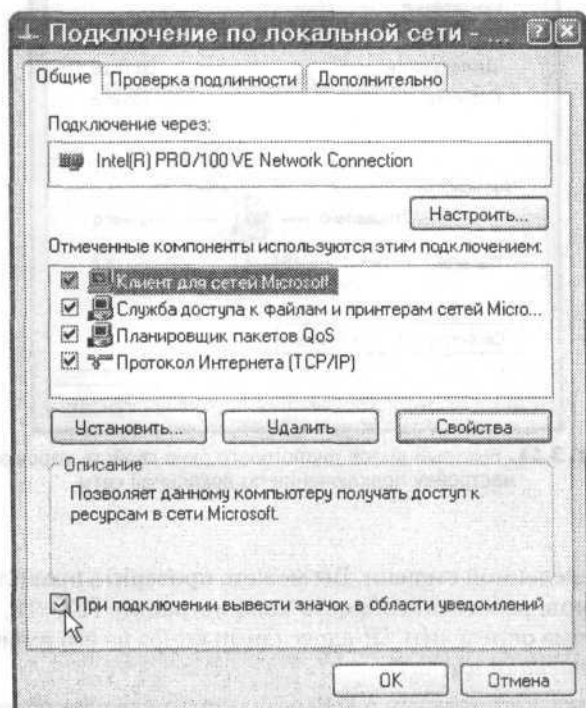 Подключение по локальной сети - ...
Общие
Проверка подлинности
Дополнительно
Подключение через:
Intel(R) PRO/100 VE Network Connection
Настроить...
Отмеченные компоненты используются этим подключением:
Клиент для сетей Microsoft
Служба доступа к файлам и принтерам сетей Micro...
Планировщик пакетов QoS
Протокол Интернета (TCP/IP)
Установить...
Удалить
Свойства
Описание
Позволяет данному компьютеру получать доступ к
ресурсам в сети Microsoft.
При подключении вывести значок в области уведомлений
OK
Отмена